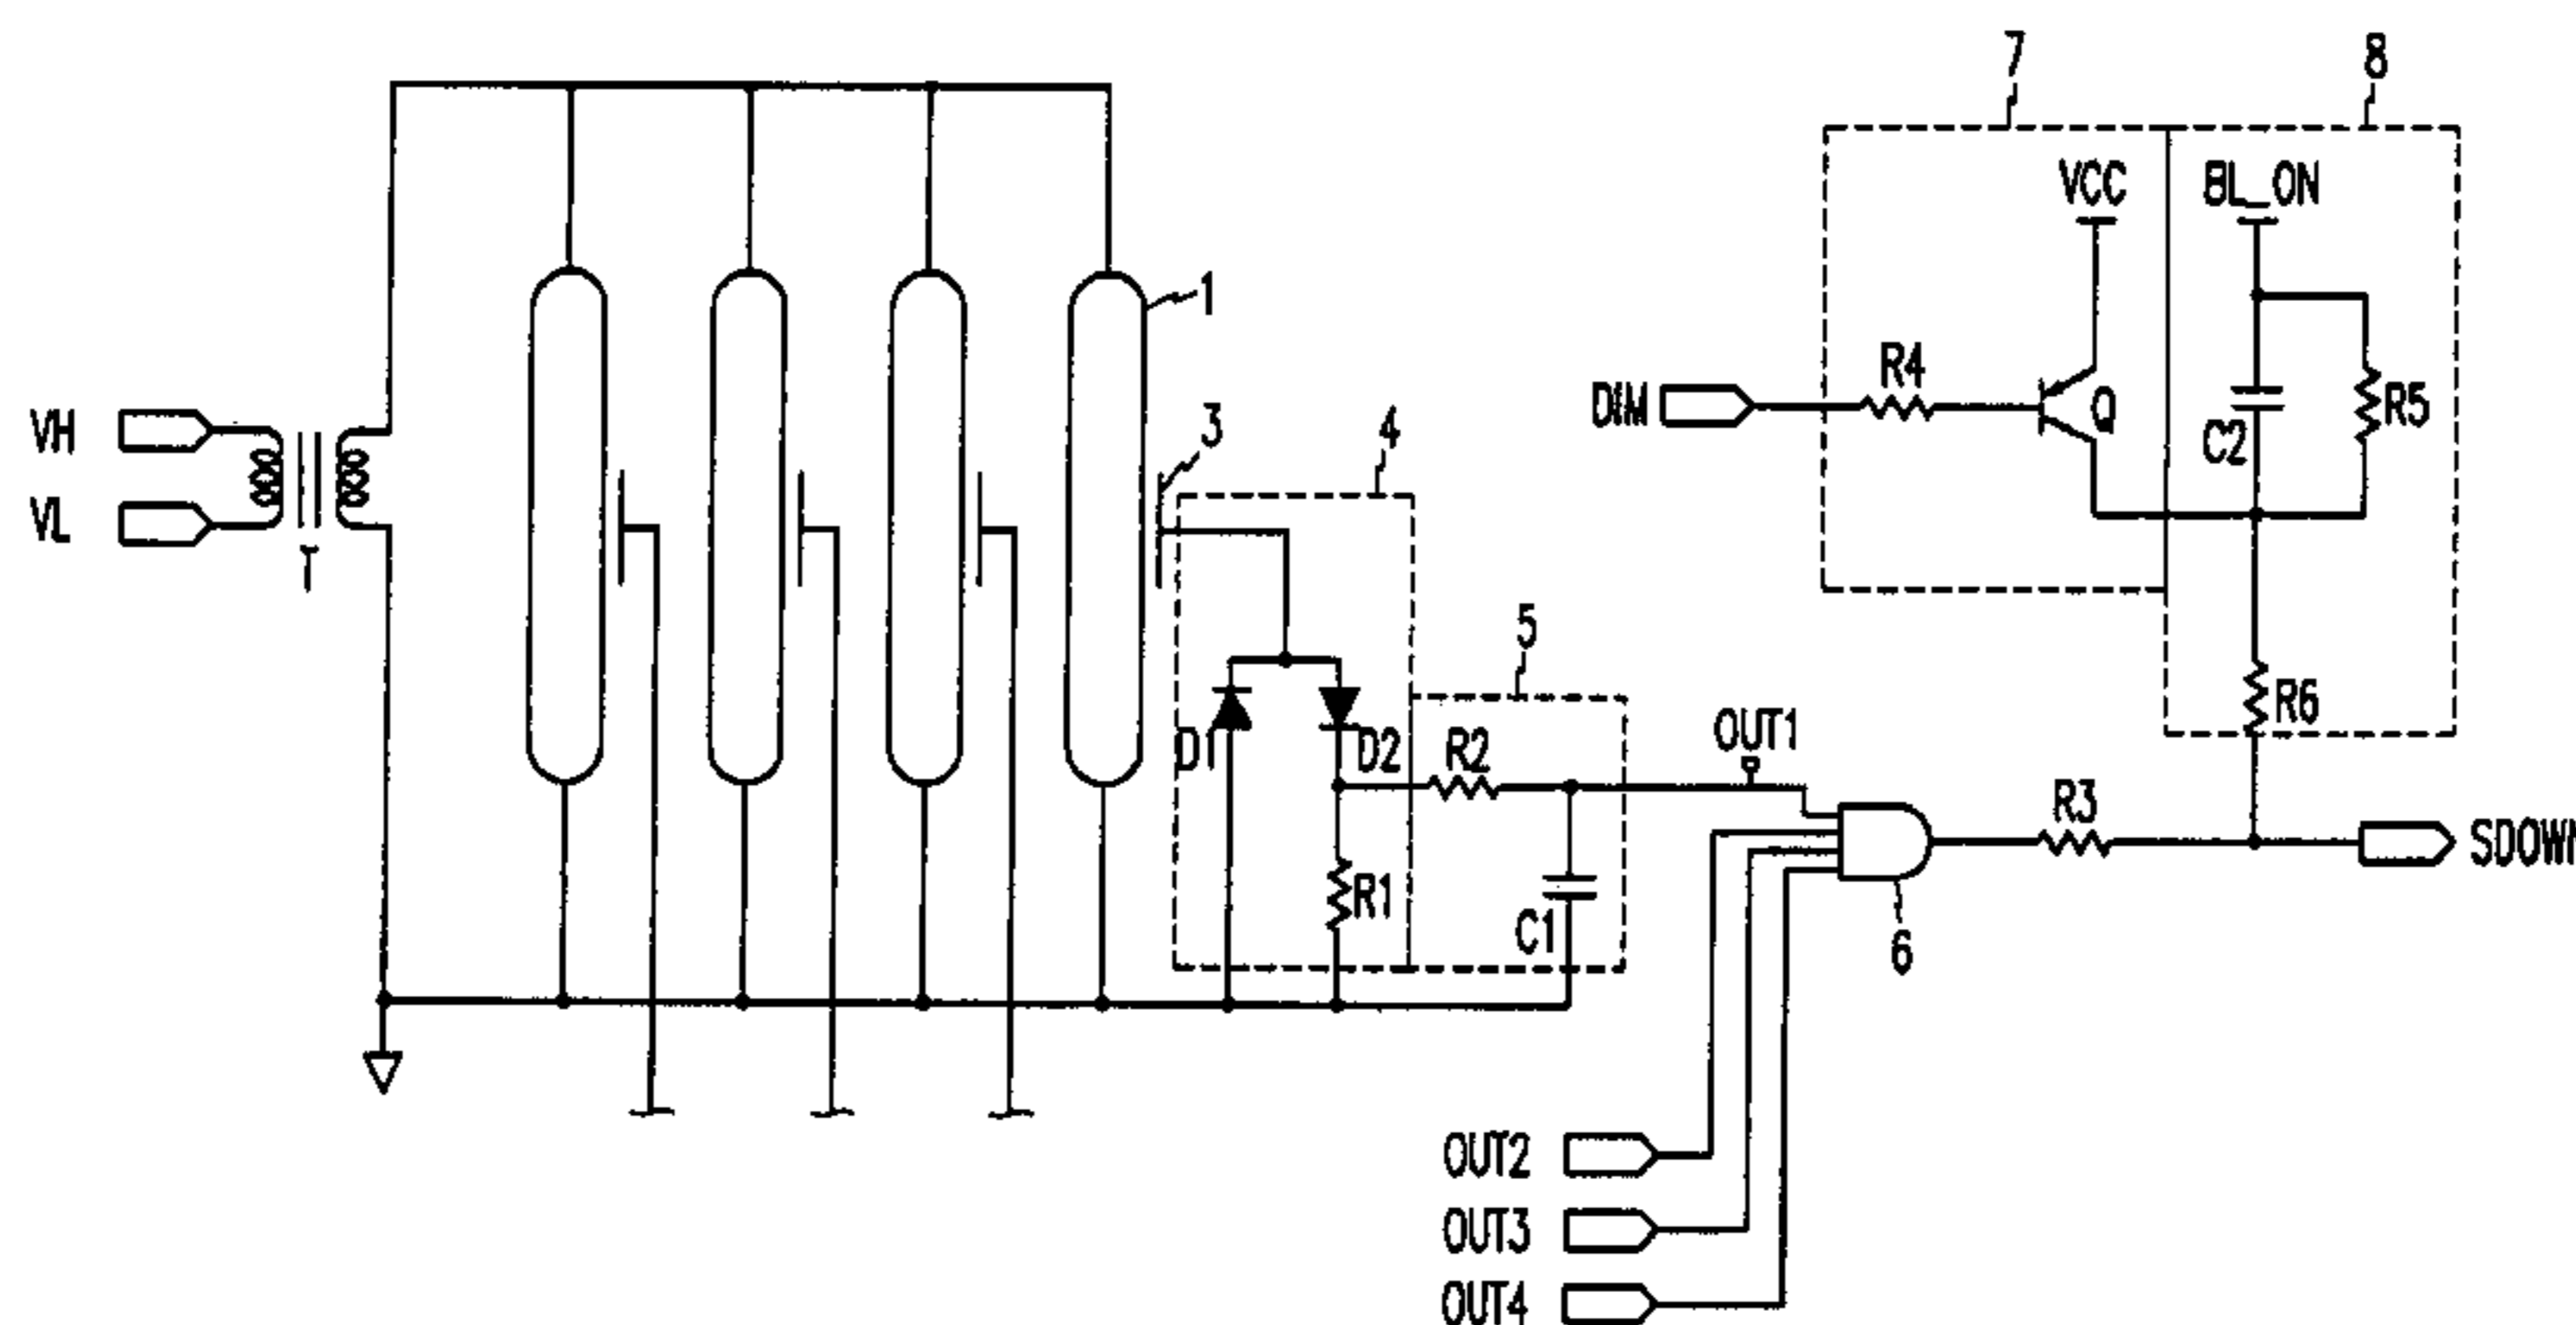 7
8
VCC
BL_ON
1
R4
DIM
Q
C2
R5
VH
3
4
VL
T
5
R6
D1
D2
R2
OUT1
R3
R1
C1
SDOWN
6
OUT2
OUT3
OUT4